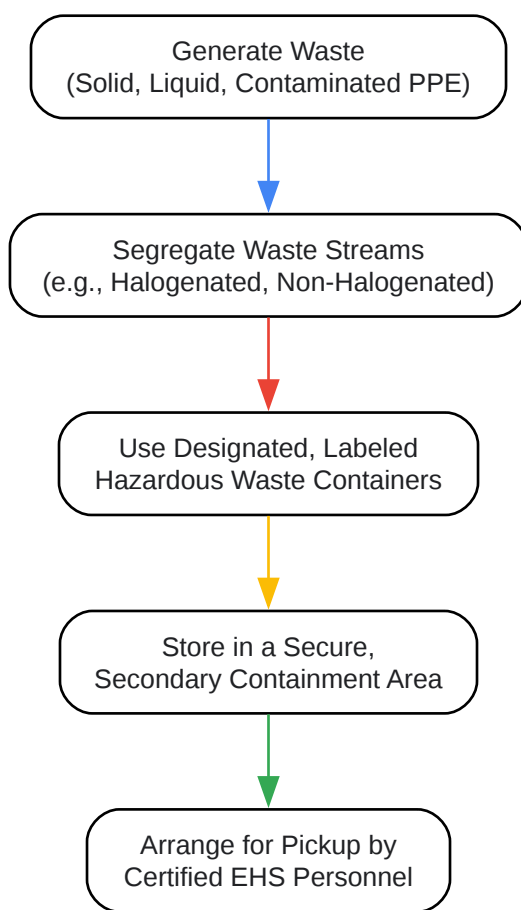 Generate Waste
(Solid, Liquid, Contaminated PPE)
Segregate Waste Streams
(e.g., Halogenated, Non-Halogenated)
Use Designated, Labeled
Hazardous Waste Containers
Store in a Secure,
Secondary Containment Area
Arrange for Pickup by
Certified EHS Personnel